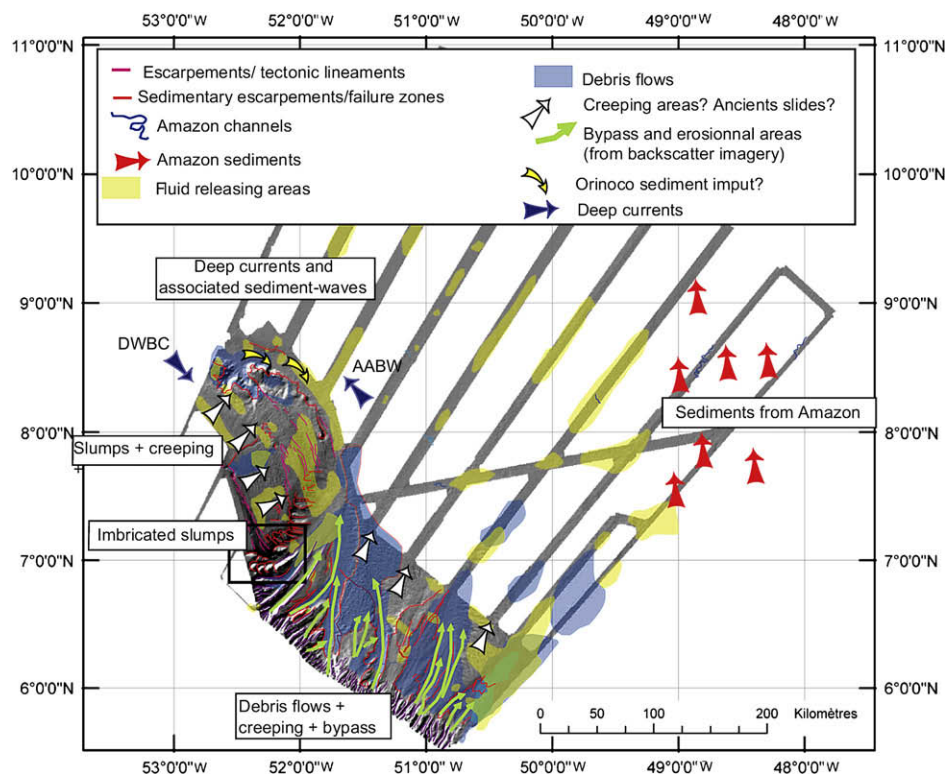 53°0'0"W 52°0'0"W 51°0'0"W 50°0'0"W 49°0'0"W 48°0'0"W
11°0'0"N 11°0'0"N
Escarpements/ tectonic lineaments
Sedimentary escarpements/failure zones
Amazon channels
Amazon sediments
Fluid releasing areas
Debris flows
Creeping areas? Ancients slides?
Bypass and erosionnal areas
(from backscatter imagery)
Orinoco sediment imput?
Deep currents
10°0'0"N 10°0'0"N
Deep currents and
associated sediment-waves
9°0'0"N 9°0'0"N
DWBC
AABW
Sediments from Amazon
8°0'0"N 8°0'0"N
Slumps + creeping
Imbricated slumps
7°0'0"N 7°0'0"N
6°0'0"N 6°0'0"N
Debris flows +
creeping + bypass
0 50 100 200 Kilomètres
53°0'0"W 52°0'0"W 51°0'0"W 50°0'0"W 49°0'0"W 48°0'0"W